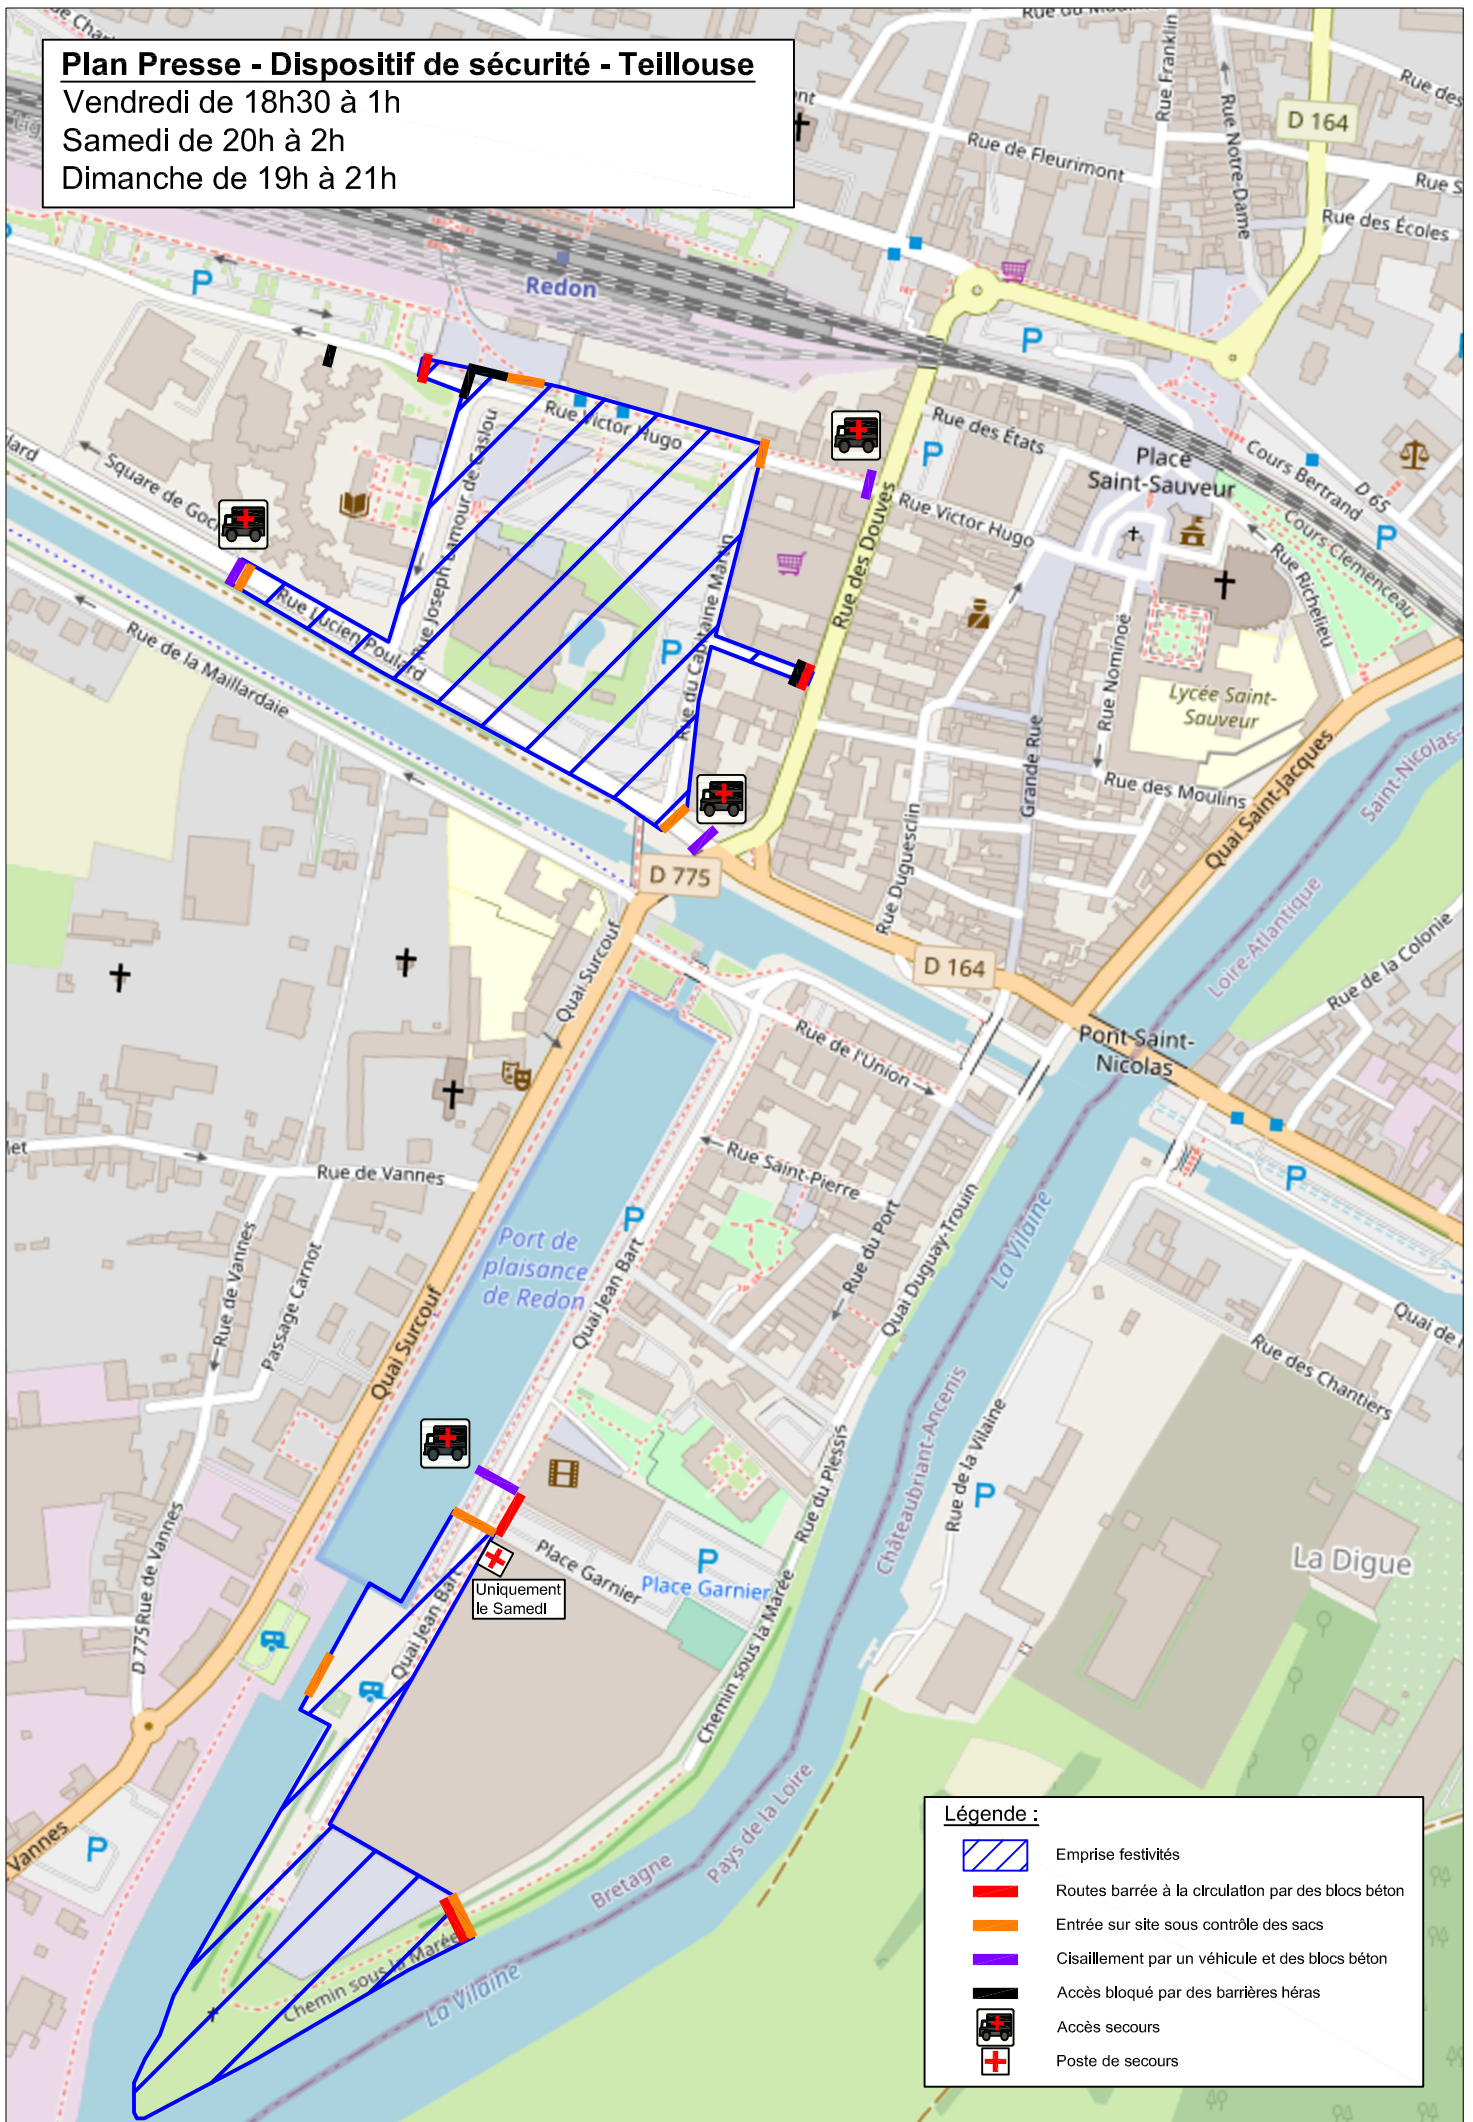 Plan Presse - Dispositif de sécurité - Teillouse
Vendredi de 18h30 à 1h
Samedi de 20h à 2h
Dimanche de 19h à 21h
Rue Franklin
Rue des
D 164
Rue Notre-Dame
Rue de Fleurimont
Rue S
Rue des Écoles
P
Redon
P
Rue Victor Hugo
Rue des États
P
Place
Saint-Sauveur
Cours Bertrand
D 65
P
Cours Clemenceau
Rue Richelieu
lard
Square de Goc
Rue Joseph Lamour de Caslou
Rue Victor Hugo
Rue des Douves
Rue du Capitaine Martin
P
Rue Lucien Poulard
Rue de la Maillardaie
Rue Nominoë
Lycée Saint-
Sauveur
Grande Rue
Rue des Moulins
Rue Duguesclin
Quai Saint-Jacques
Saint-Nicolas-
Loire-Atlantique
D 775
D 164
Quai Surcouf
Rue de la Colonie
Rue de l'Union
Pont Saint-
Nicolas
let
Rue de Vannes
Rue Saint-Pierre
P
P
Port de
plaisance
de Redon
Quai Jean Bart
Rue du Port
Quai Duguay-Trouin
La Vilaine
Rue de Vannes
Passage Carnot
Quai Surcouf
Quai de
Rue des Chantiers
Châteaubriant-Ancenis
Rue de la Vilaine
P
Rue du Plessis
La Digue
D 775
Rue de Vannes
Place Garnier
P
Place Garnier
Uniquement
le Samedi
Quai Jean Bart
Chemin sous la Marée
Vannes
P
Bretagne
Pays de la Loire
Chemin sous la Marée
La Vilaine
Légende :
Emprise festivités
Routes barrée à la circulation par des blocs béton
Entrée sur site sous contrôle des sacs
Cisaillement par un véhicule et des blocs béton
Accès bloqué par des barrières héras
Accès secours
Poste de secours